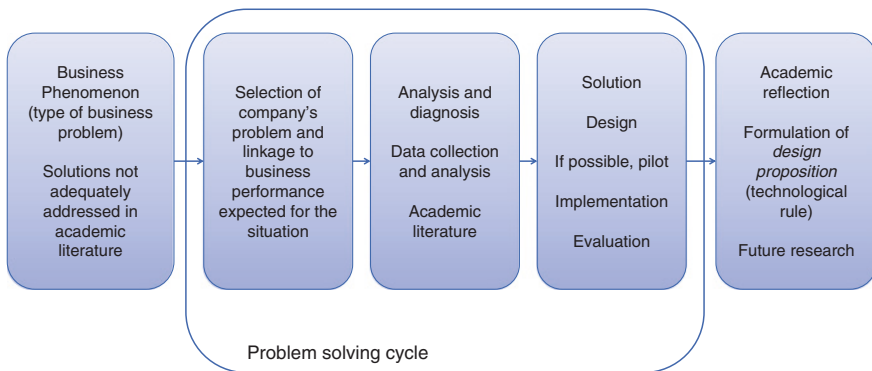 Business
Phenomenon
(type of business
problem)
Solutions not
adequately
addressed in
academic
literature
Selection of
company's
problem and
linkage to
business
performance
expected for the
situation
Analysis and
diagnosis
Data collection
and analysis
Academic
literature
Solution
Design
If possible, pilot
Implementation
Evaluation
Academic
reflection
Formulation of
design
proposition
(technological
rule)
Future research
Problem solving cycle